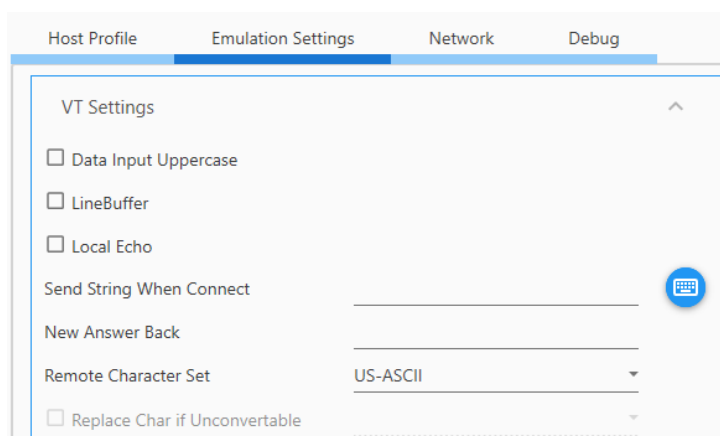 Host Profile Emulation Settings Network Debug
VT Settings
Data Input Uppercase
LineBuffer
Local Echo
Send String When Connect
New Answer Back
Remote Character Set US-ASCII
Replace Char if Unconvertable